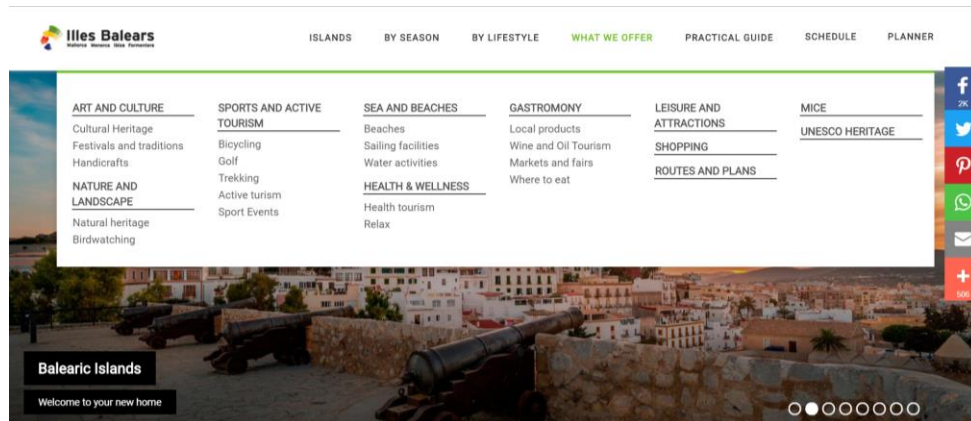 Illes Balears
Mallorca Menorca Ibiza Formentera
ISLANDS
BY SEASON
BY LIFESTYLE
WHAT WE OFFER
PRACTICAL GUIDE
SCHEDULE
PLANNER
ART AND CULTURE
Cultural Heritage
Festivals and traditions
Handicrafts
NATURE AND
LANDSCAPE
Natural heritage
Birdwatching
SPORTS AND ACTIVE
TOURISM
Bicycling
Golf
Trekking
Active turism
Sport Events
SEA AND BEACHES
Beaches
Sailing facilities
Water activities
HEALTH & WELLNESS
Health tourism
Relax
GASTROMONY
Local products
Wine and Oil Tourism
Markets and fairs
Where to eat
LEISURE AND
ATTRACTIONS
SHOPPING
ROUTES AND PLANS
MICE
UNESCO HERITAGE
2K
506
Balearic Islands
Welcome to your new home